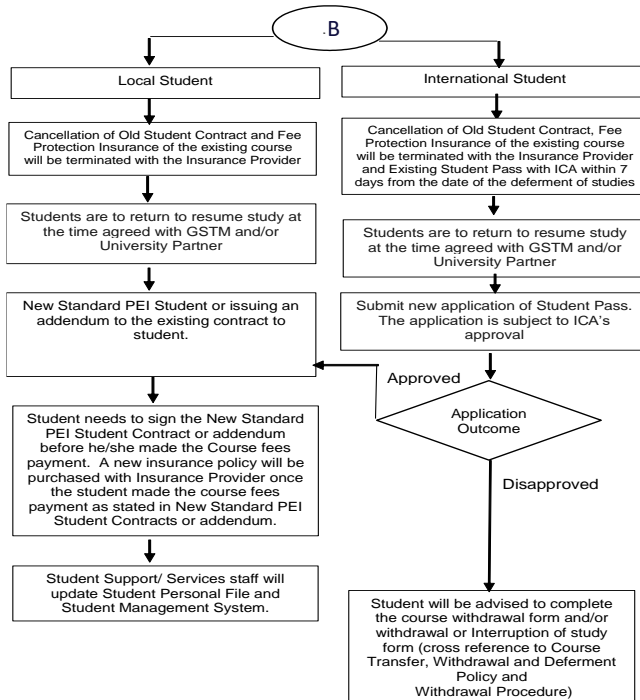 .B
Local Student
International Student
Cancellation of Old Student Contract and Fee
Protection Insurance of the existing course
will be terminated with the Insurance Provider
Cancellation of Old Student Contract, Fee
Protection Insurance of the existing course
will be terminated with the Insurance Provider
and Existing Student Pass with ICA within 7
days from the date of the deferment of studies
Students are to return to resume study
at the time agreed with GSTM and/or
University Partner
Students are to return to resume study
at the time agreed with GSTM and/or
University Partner
New Standard PEI Student or issuing an
addendum to the existing contract to
student.
Submit new application of Student Pass.
The application is subject to ICA's
approval
Approved
Application
Outcome
Disapproved
Student needs to sign the New Standard
PEI Student Contract or addendum
before he/she made the Course fees
payment. A new insurance policy will be
purchased with Insurance Provider once
the student made the course fees
payment as stated in New Standard PEI
Student Contracts or addendum.
Student Support/ Services staff will
update Student Personal File and
Student Management System.
Student will be advised to complete
the course withdrawal form and/or
withdrawal or Interruption of study
form (cross reference to Course
Transfer, Withdrawal and Deferment
Policy and
Withdrawal Procedure)